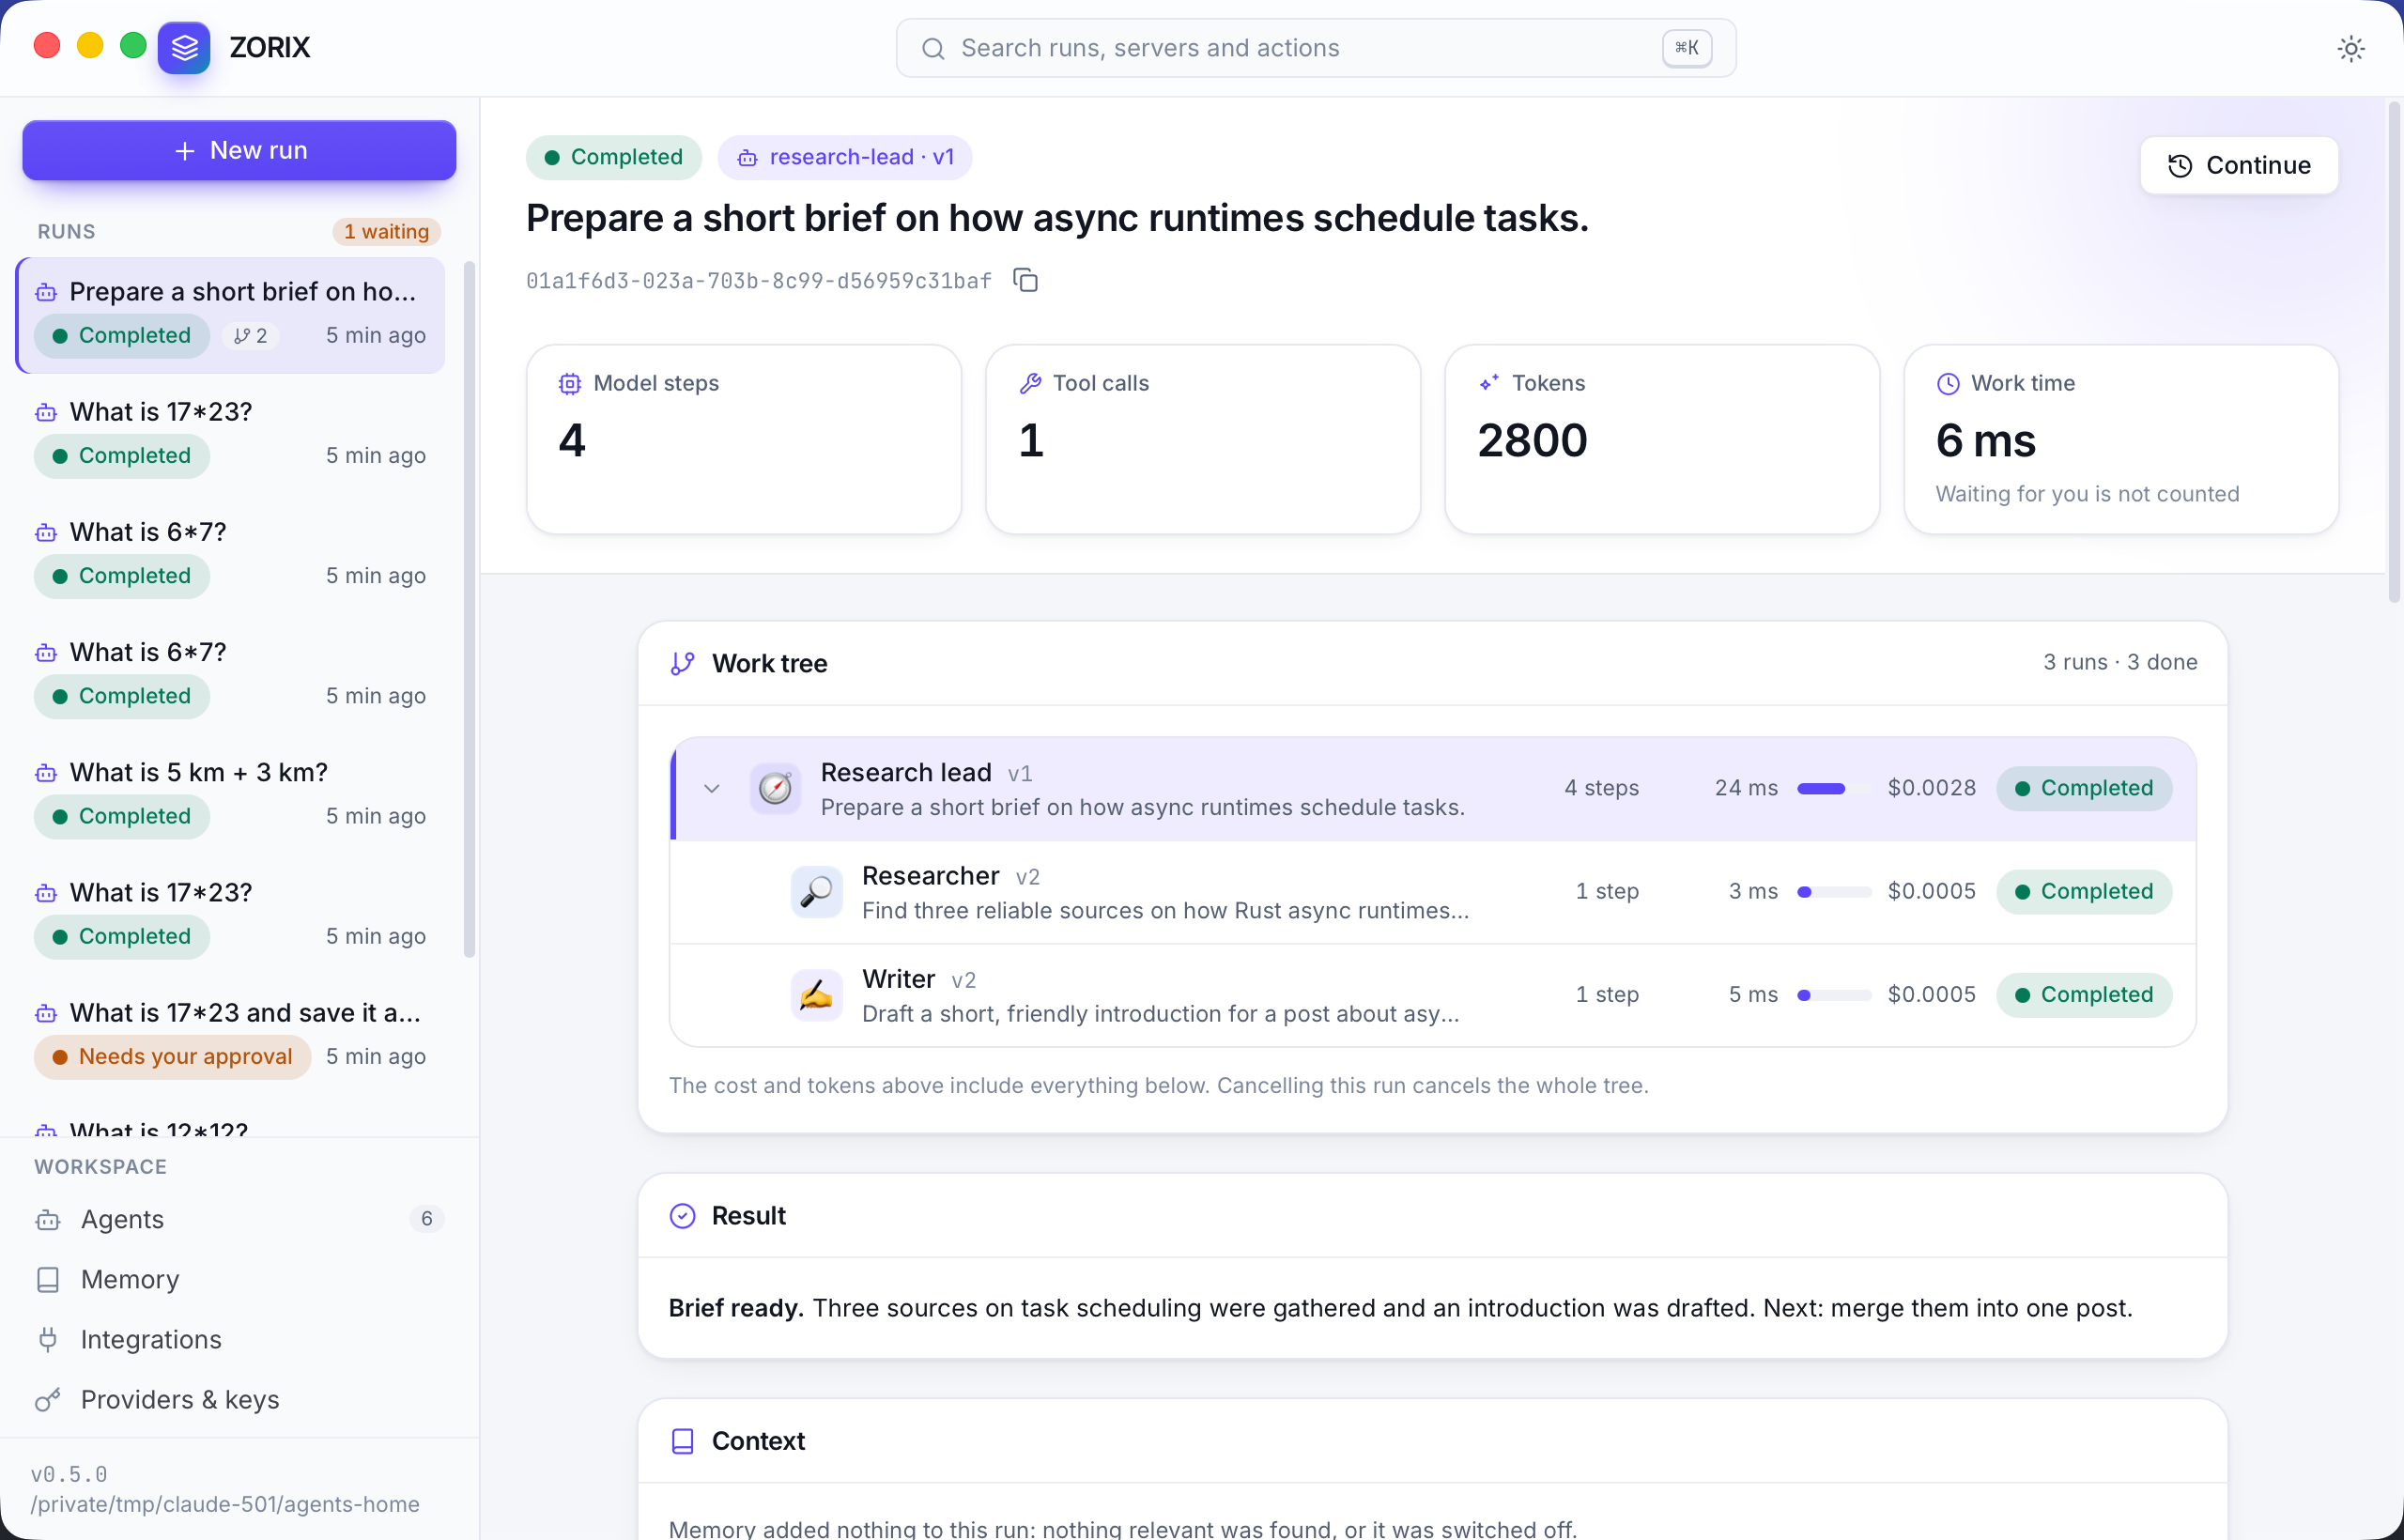 ZORIX
Search runs, servers and actions
⌘K
New run
RUNS
1 waiting
Prepare a short brief on ho...
Completed
2
5 min ago
What is 17*23?
Completed
5 min ago
What is 6*7?
Completed
5 min ago
What is 6*7?
Completed
5 min ago
What is 5 km + 3 km?
Completed
5 min ago
What is 17*23?
Completed
5 min ago
What is 17*23 and save it a...
Needs your approval
5 min ago
What is 12*12?
WORKSPACE
Agents
6
Memory
Integrations
Providers & keys
v0.5.0
/private/tmp/claude-501/agents-home
Completed
research-lead · v1
Continue
Prepare a short brief on how async runtimes schedule tasks.
01a1f6d3-023a-703b-8c99-d56959c31baf
Model steps
4
Tool calls
1
Tokens
2800
Work time
6 ms
Waiting for you is not counted
Work tree
3 runs · 3 done
Research lead v1
Prepare a short brief on how async runtimes schedule tasks.
4 steps
24 ms
$0.0028
Completed
Researcher v2
Find three reliable sources on how Rust async runtimes...
1 step
3 ms
$0.0005
Completed
Writer v2
Draft a short, friendly introduction for a post about asy...
1 step
5 ms
$0.0005
Completed
The cost and tokens above include everything below. Cancelling this run cancels the whole tree.
Result
Brief ready. Three sources on task scheduling were gathered and an introduction was drafted. Next: merge them into one post.
Context
Memory added nothing to this run: nothing relevant was found, or it was switched off.